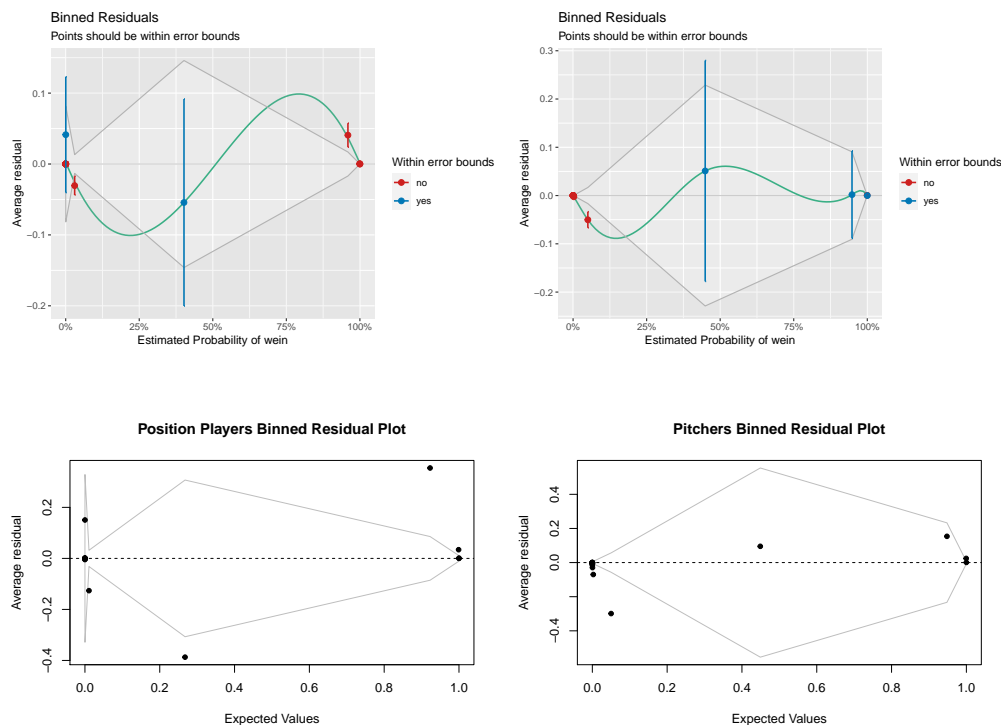 Binned Residuals
Points should be within error bounds
0.1
0.0
−0.1
−0.2
Average residual
0%
25%
50%
75%
100%
Estimated Probability of wein
Within error bounds
no
yes
Binned Residuals
Points should be within error bounds
0.3
0.2
0.1
0.0
−0.1
−0.2
Average residual
0%
25%
50%
75%
100%
Estimated Probability of wein
Within error bounds
no
yes
Position Players Binned Residual Plot
0.2
0.0
−0.2
−0.4
Average residual
0.0
0.2
0.4
0.6
0.8
1.0
Expected Values
Pitchers Binned Residual Plot
0.4
0.2
0.0
−0.4
Average residual
0.0
0.2
0.4
0.6
0.8
1.0
Expected Values